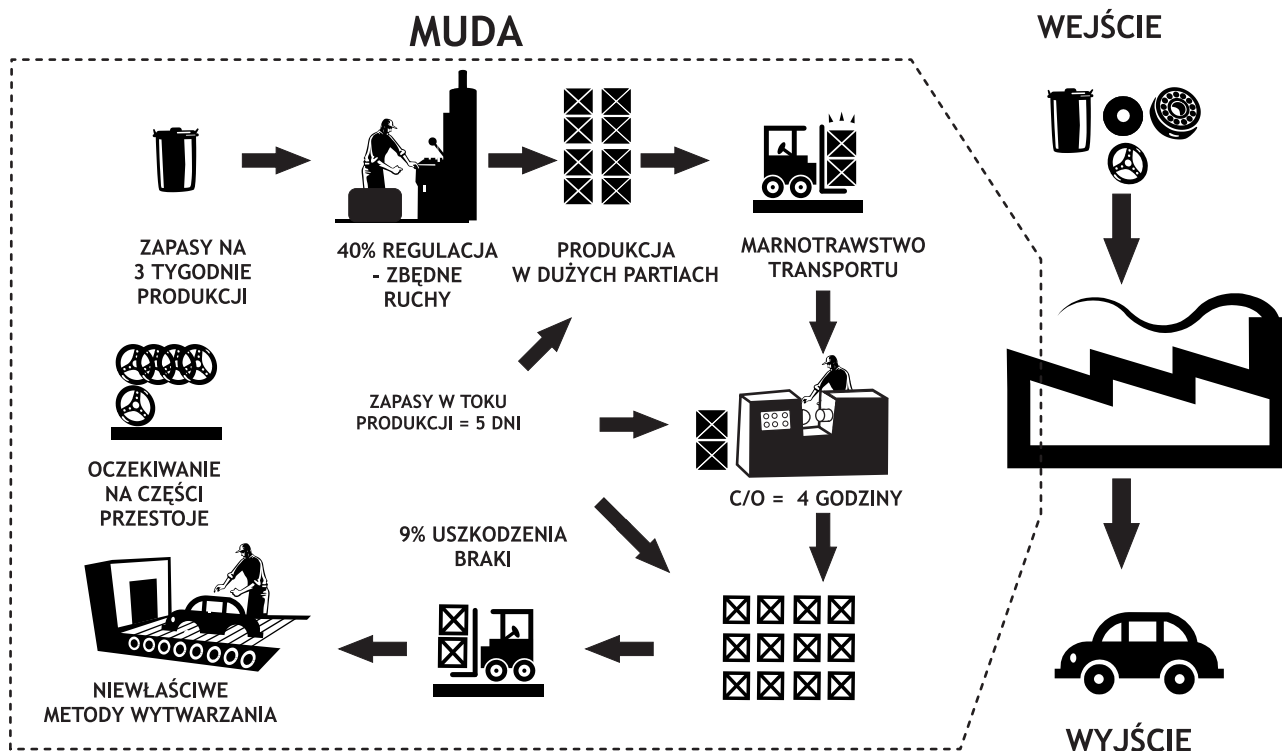 MUDA
WEJŚCIE
ZAPASY NA
3 TYGODNIE
PRODUKCJI
40% REGULACJA
- ZBĘDNE
RUCHY
PRODUKCJA
W DUŻYCH PARTIACH
MARNOTRAWSTWO
TRANSPORTU
ZAPASY W TOKU
PRODUKCJI = 5 DNI
OCZEKIWANIE
NA CZĘŚCI
PRZESTOJE
C/O = 4 GODZINY
9% USZKODZENIA
BRAKI
NIEWŁAŚCIWE
METODY WYTWARZANIA
WYJŚCIE